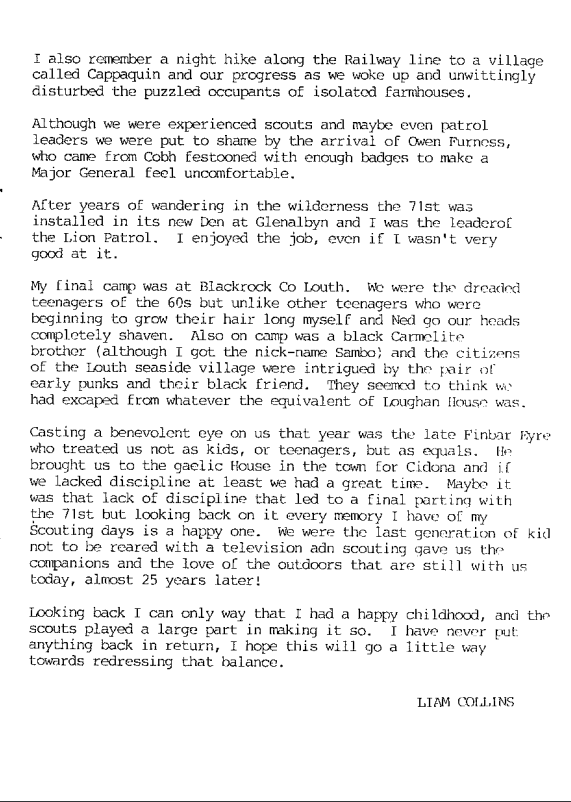 I also remember a night hike along the Railway line to a village
called Cappaquin and our progress as we woke up and unwittingly
disturbed the puzzled occupants of isolated farmhouses.
Although we were experienced scouts and maybe even patrol
leaders we were put to shame by the arrival of Owen Furness,
who came from Cobh festooned with enough badges to make a
Major General feel uncomfortable.
After years of wandering in the wilderness the 71st was
installed in its new Den at Glenalbyn and I was the leaderof
the Lion Patrol.  I enjoyed the job, even if I wasn't very
good at it.
My final camp was at Blackrock Co Louth.  We were the dreaded
teenagers of the 60s but unlike other teenagers who were
beginning to grow their hair long myself and Ned go our heads
completely shaven.  Also on camp was a black Carmelite
brother (although I got the nick-name Sambo) and the citizens
of the Louth seaside village were intrigued by the pair of
early punks and their black friend.  They seemed to think we
had excaped from whatever the equivalent of Loughan House was.
Casting a benevolent eye on us that year was the late Finbar Eyre
who treated us not as kids, or teenagers, but as equals.  He
brought us to the gaelic House in the town for Cidona and if
we lacked discipline at least we had a great time.  Maybe it
was that lack of discipline that led to a final parting with
the 71st but looking back on it every memory I have of my
Scouting days is a happy one.  We were the last generation of kid
not to be reared with a television adn scouting gave us the
companions and the love of the outdoors that are still with us
today, almost 25 years later!
Looking back I can only way that I had a happy childhood, and the
scouts played a large part in making it so.  I have never put
anything back in return, I hope this will go a little way
towards redressing that balance.
LIAM COLLINS